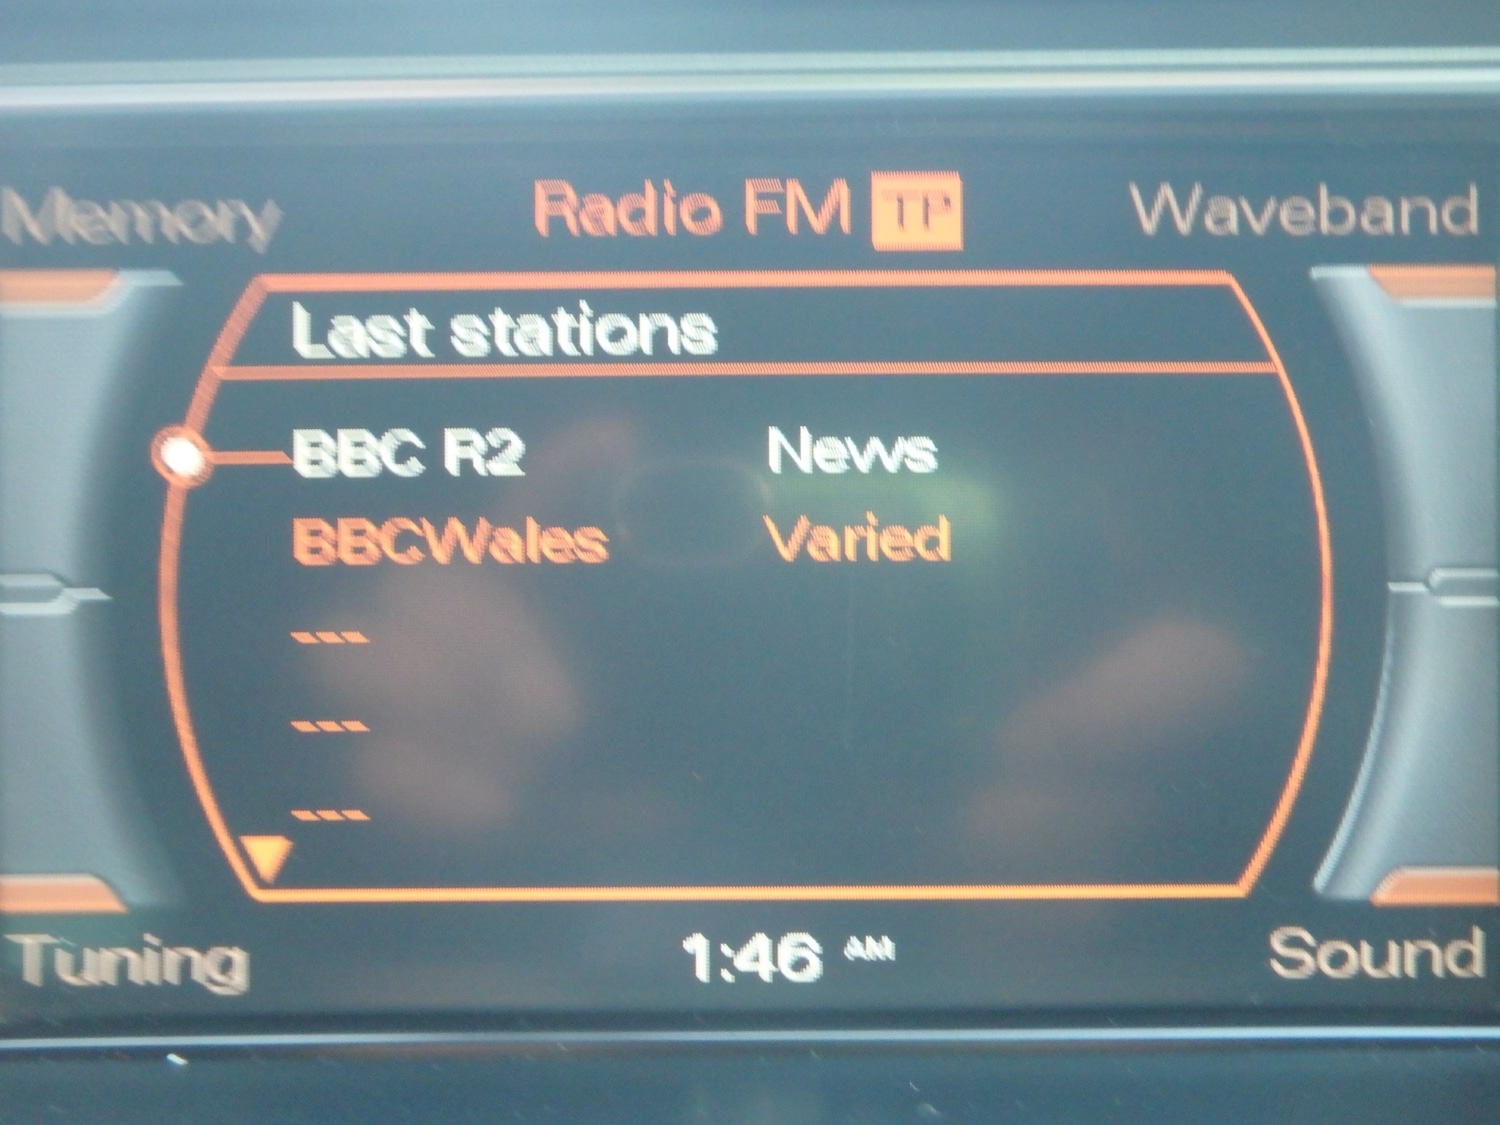 Memory Radio FM TP Waveband
Last stations
BBC R2 News
BBCWales Varied
---
---
---
Tuning 1:46 AM Sound